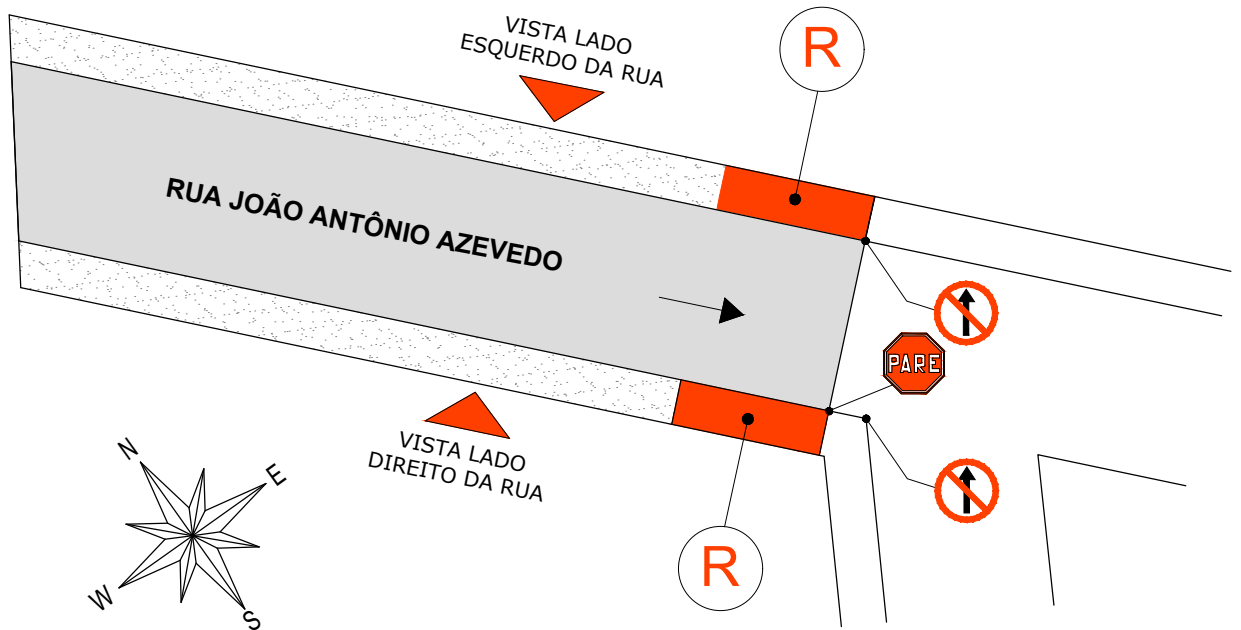 VISTA LADO
ESQUERDO DA RUA
R
RUA JOÃO ANTÔNIO AZEVEDO
PARE
VISTA LADO
DIREITO DA RUA
R
N
E
W
S